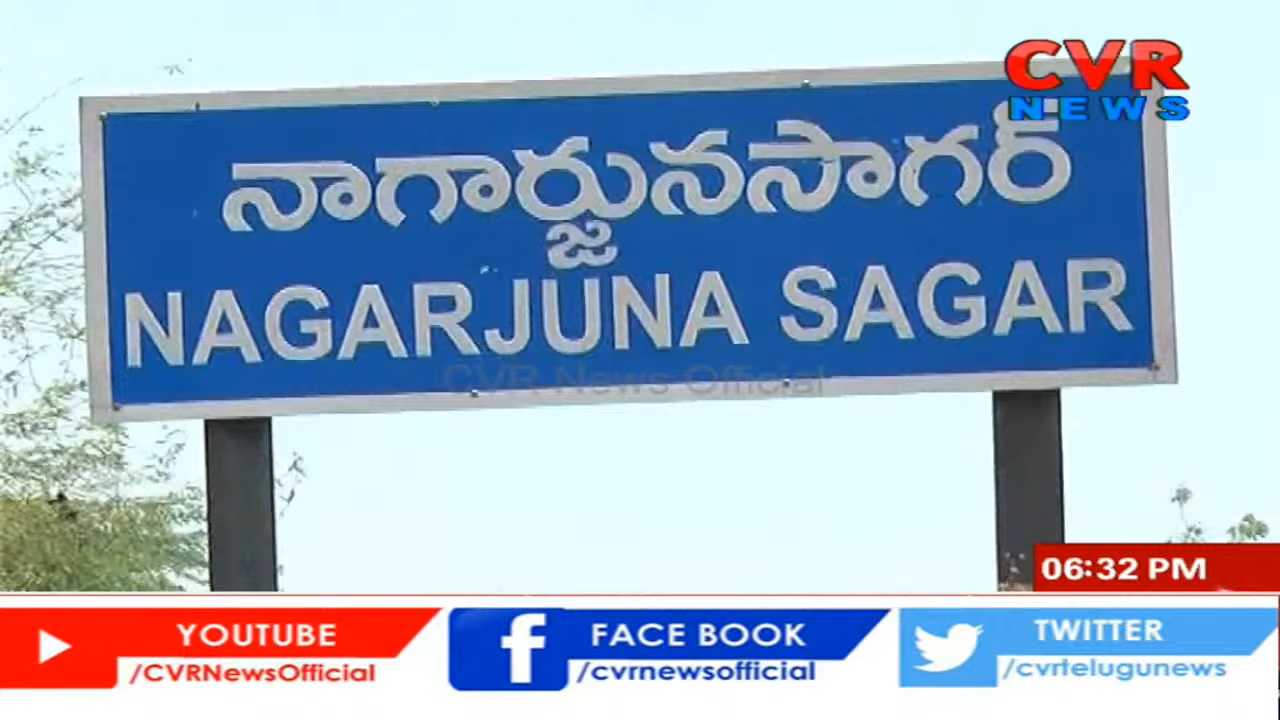 CVR
NEWS
నాగార్జునసాగర్
NAGARJUNA SAGAR
CVR News Official
06:32 PM
YOUTUBE
/CVRNewsOfficial
FACE BOOK
/cvrnewsofficial
TWITTER
/cvrtelugunews